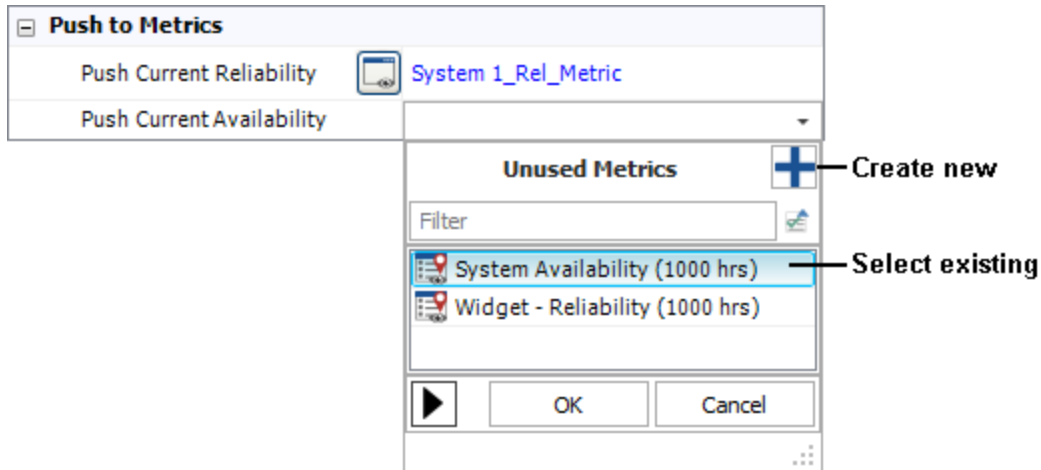 Push to Metrics
Push Current Reliability System 1_Rel_Metric
Push Current Availability
Unused Metrics
Create new
Filter
System Availability (1000 hrs)
Select existing
Widget - Reliability (1000 hrs)
OK Cancel